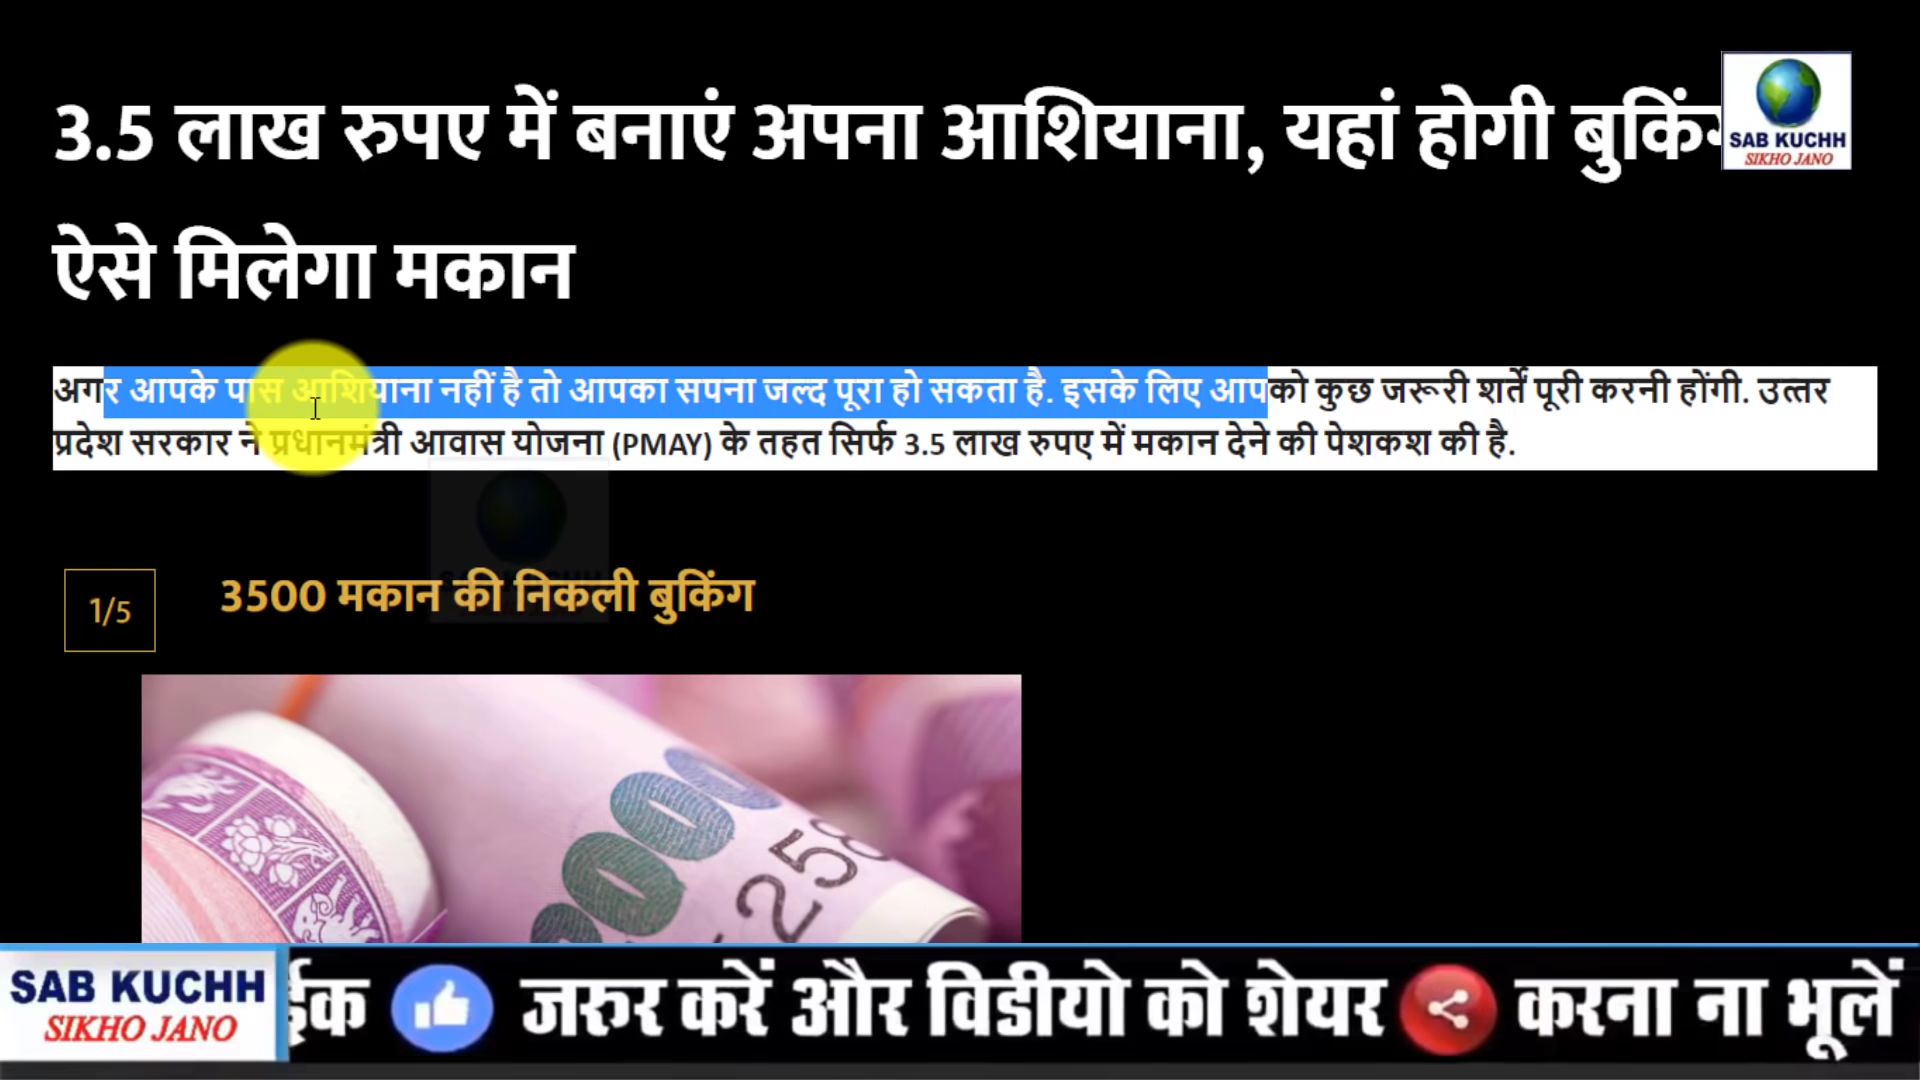 3.5 लाख रुपए में बनाएं अपना आशियाना, यहां होगी
SAB KUCHH
SIKHO JANO
ऐसे मिलेगा मकान
अगर आपके पास आशियाना नहीं है तो आपका सपना जल्द पूरा हो सकता है. इसके लिए आपको कुछ जरूरी शर्तें पूरी करनी होंगी. उत्तर
प्रदेश सरकार ने प्रधानमंत्री आवास योजना (PMAY) के तहत सिर्फ 3.5 लाख रुपए में मकान देने की पेशकश की है.
1/5
3500 मकान की निकली बुकिंग
SAB KUCHH
SIKHO JANO
जरुर करें और विडीयो को शेयर करना ना भूलें